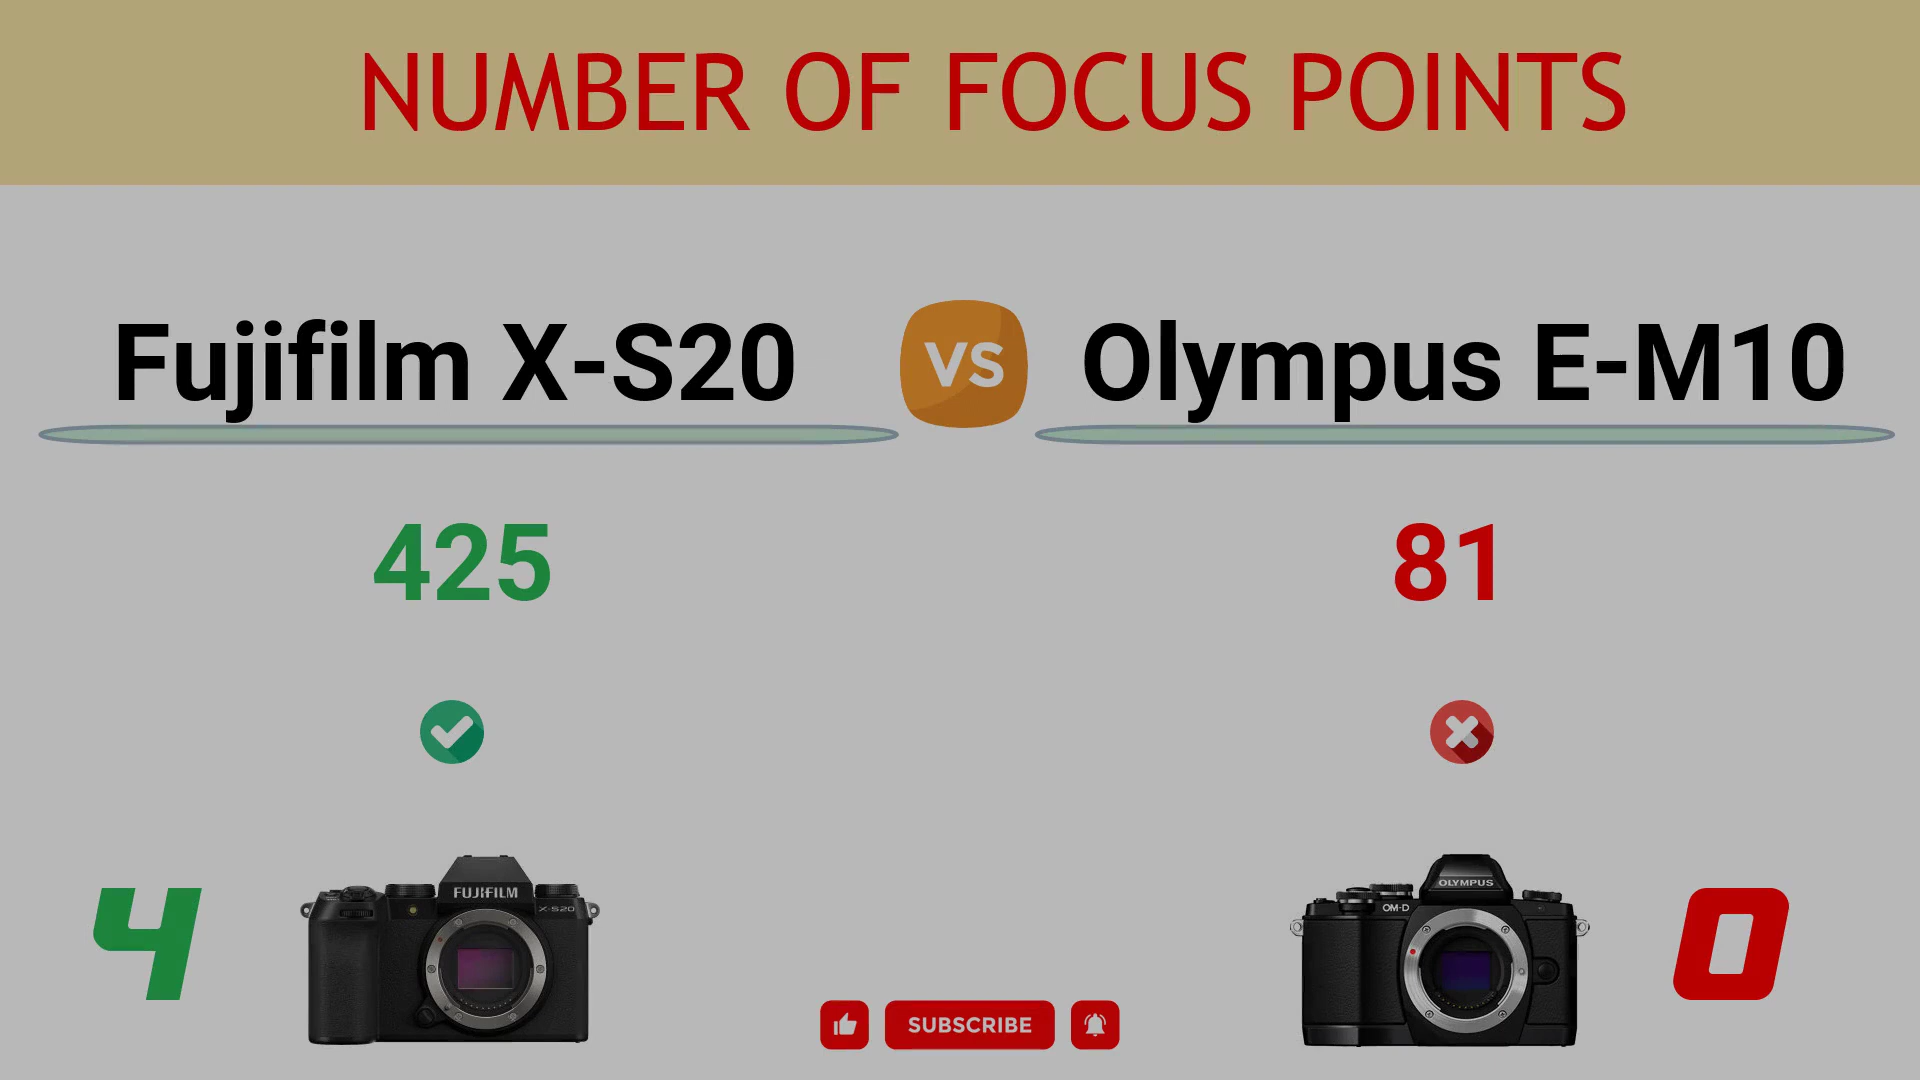 NUMBER OF FOCUS POINTS
Fujifilm X-S20
VS
Olympus E-M10
425
81
4
FUJIFILM
X-S20
OLYMPUS
OM-D
0
SUBSCRIBE